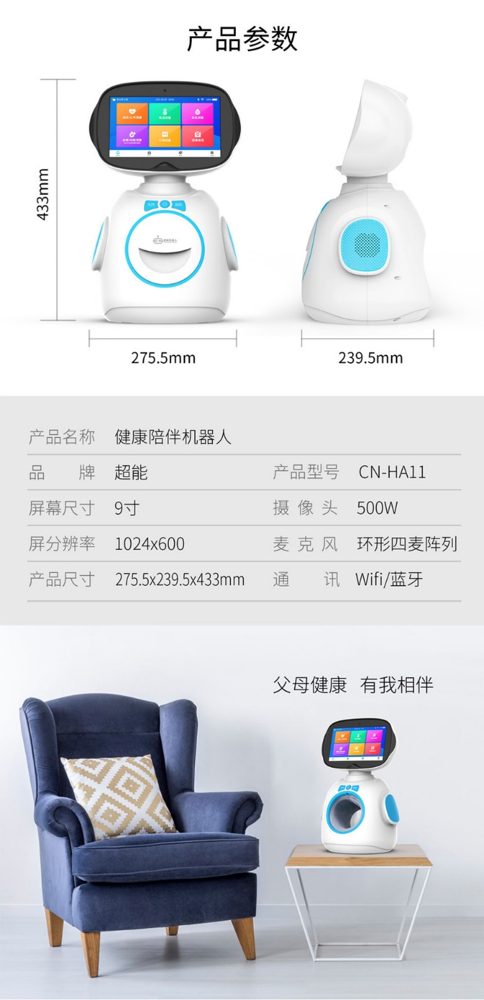 产品参数
433mm
SOS
275.5mm
239.5mm
产品名称 健康陪伴机器人
品牌 超能 产品型号 CN-HA11
屏幕尺寸 9寸 摄像头 500W
屏分辨率 1024x600 麦克风 环形四麦阵列
产品尺寸 275.5x239.5x433mm 通讯 Wifi/蓝牙
父母健康 有我相伴